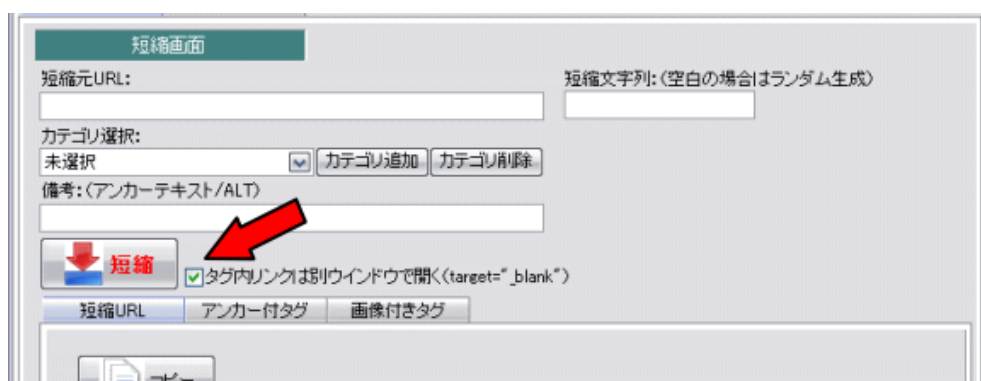 短縮画面
短縮元URL: 短縮文字列:(空白の場合はランダム生成)
カテゴリ選択:
未選択 カテゴリ追加 カテゴリ削除
備考:(アンカーテキスト/ALT)
短縮
タグ内リンクは別ウインドウで開く(target="_blank")
短縮URL アンカー付タグ 画像付きタグ
コピー